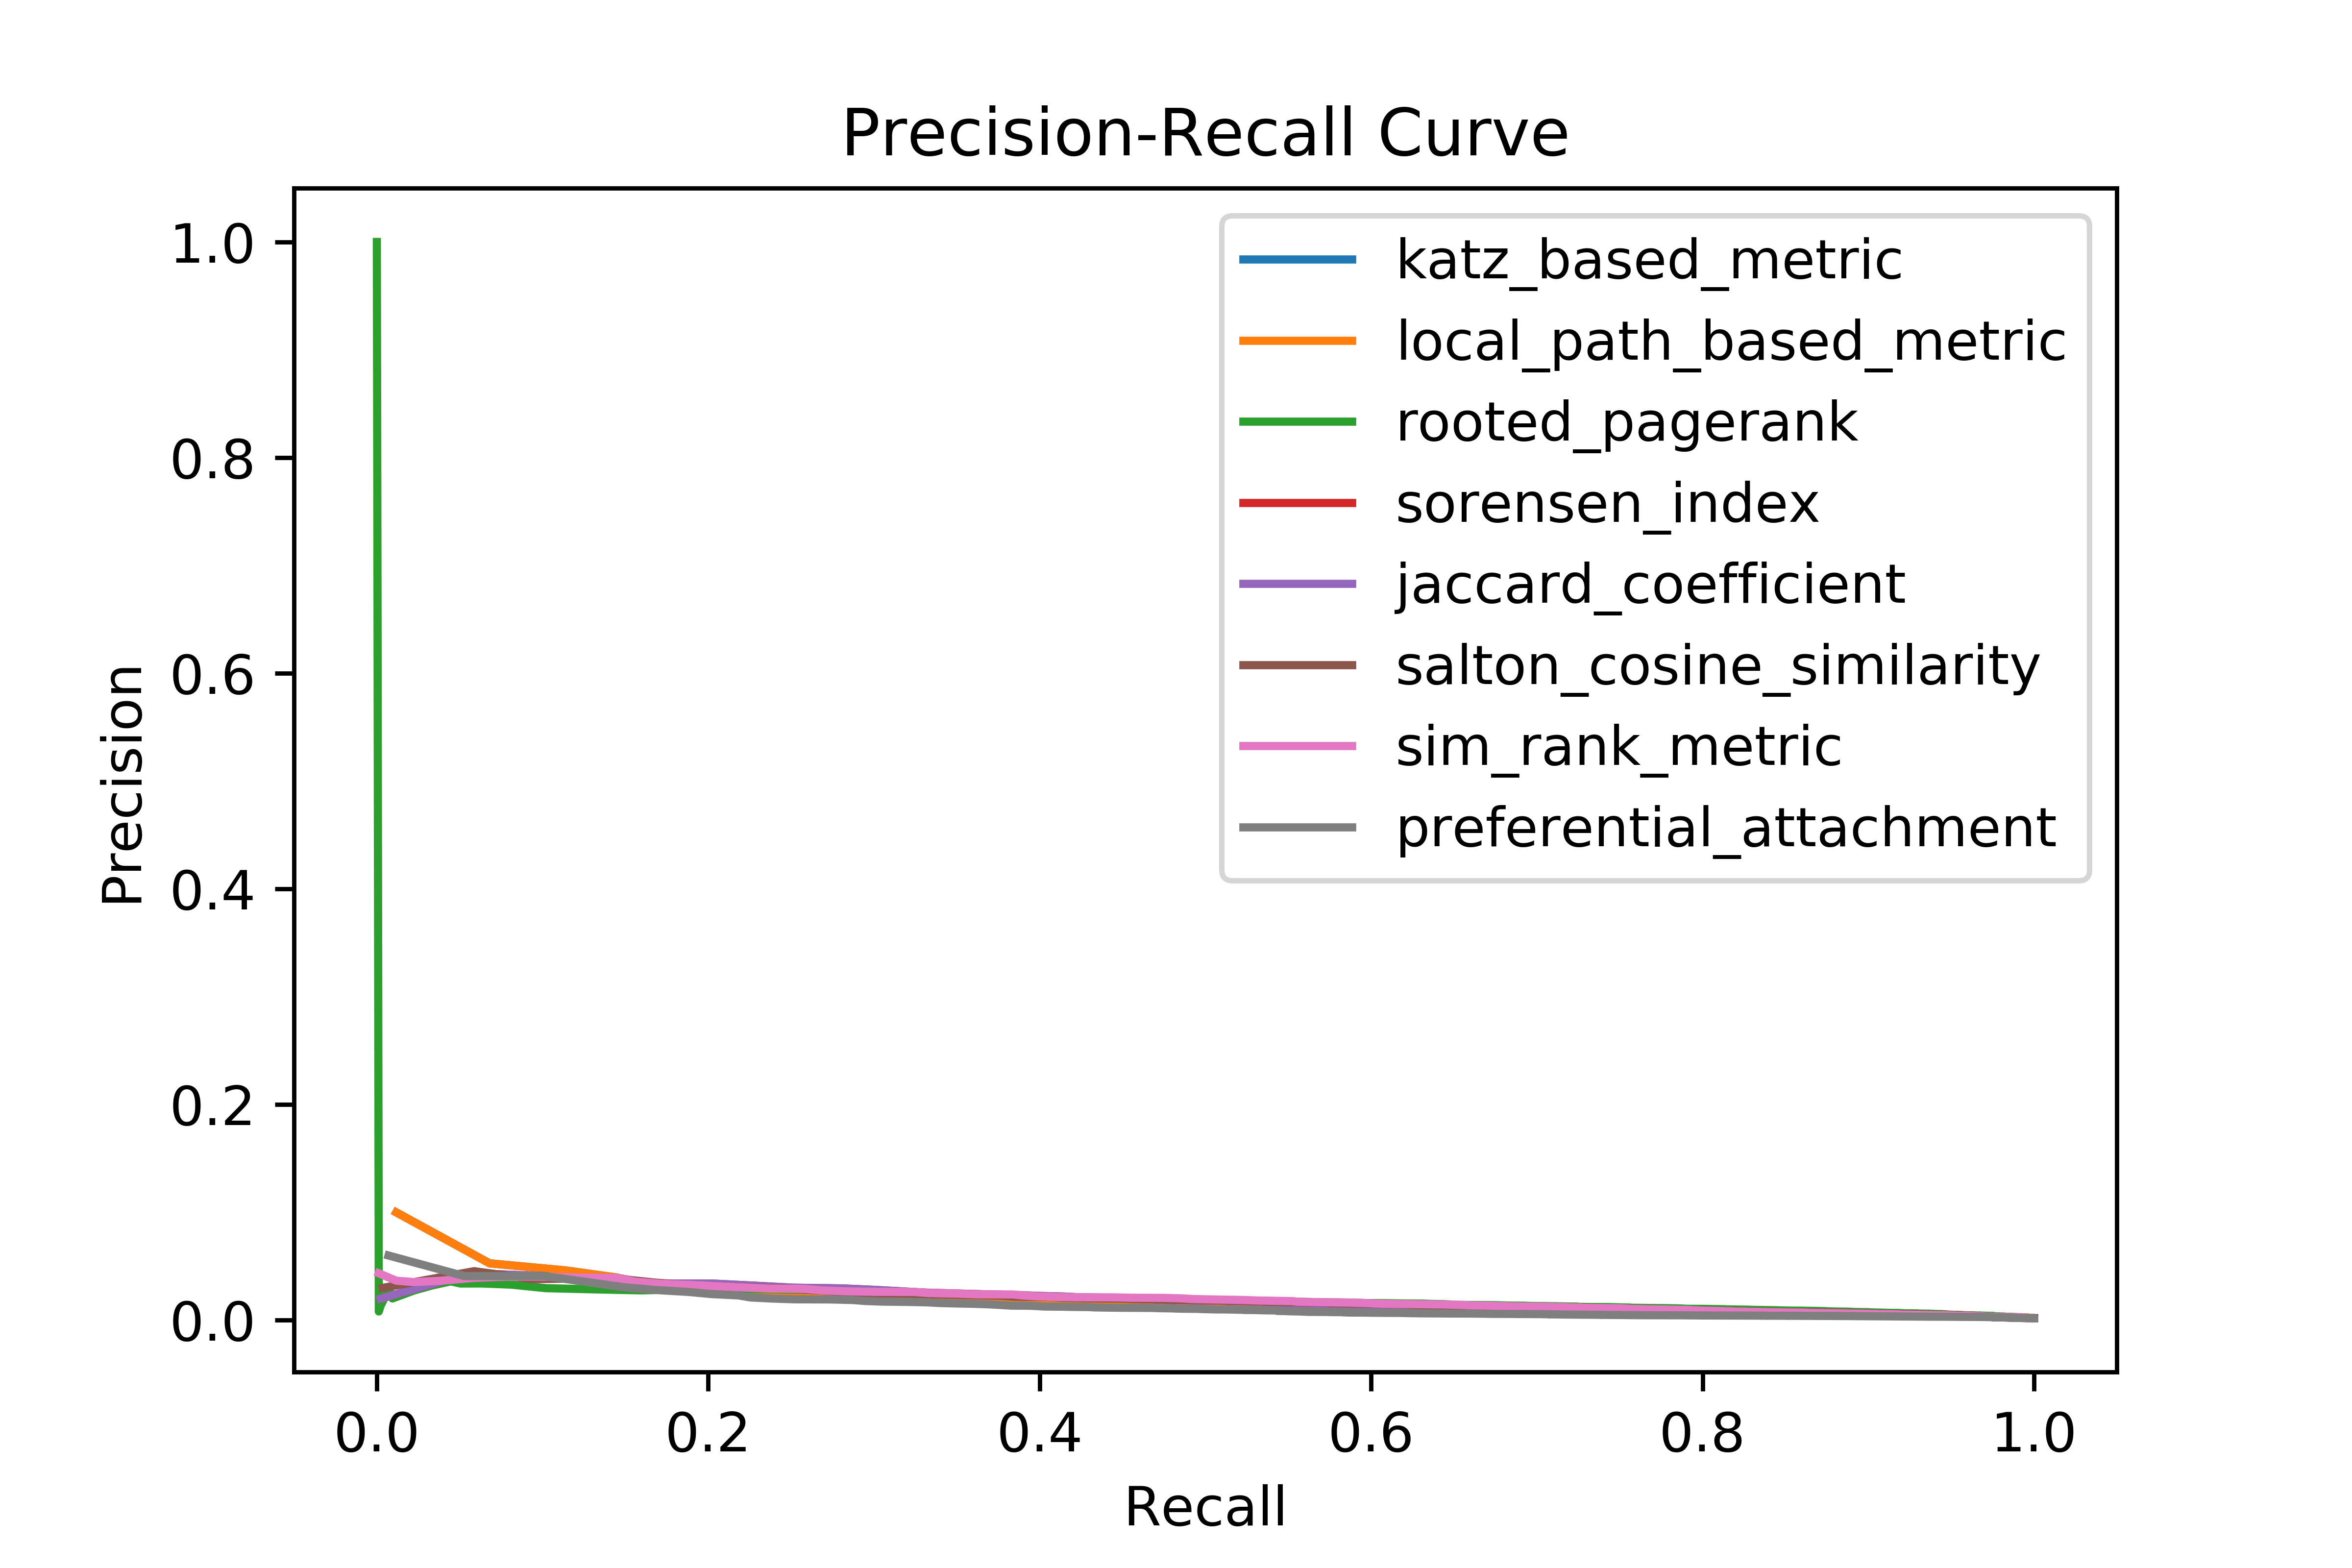 Precision-Recall Curve
1.0
0.8
0.6
0.4
0.2
0.0
Precision
katz_based_metric
local_path_based_metric
rooted_pagerank
sorensen_index
jaccard_coefficient
salton_cosine_similarity
sim_rank_metric
preferential_attachment
0.0 0.2 0.4 0.6 0.8 1.0
Recall